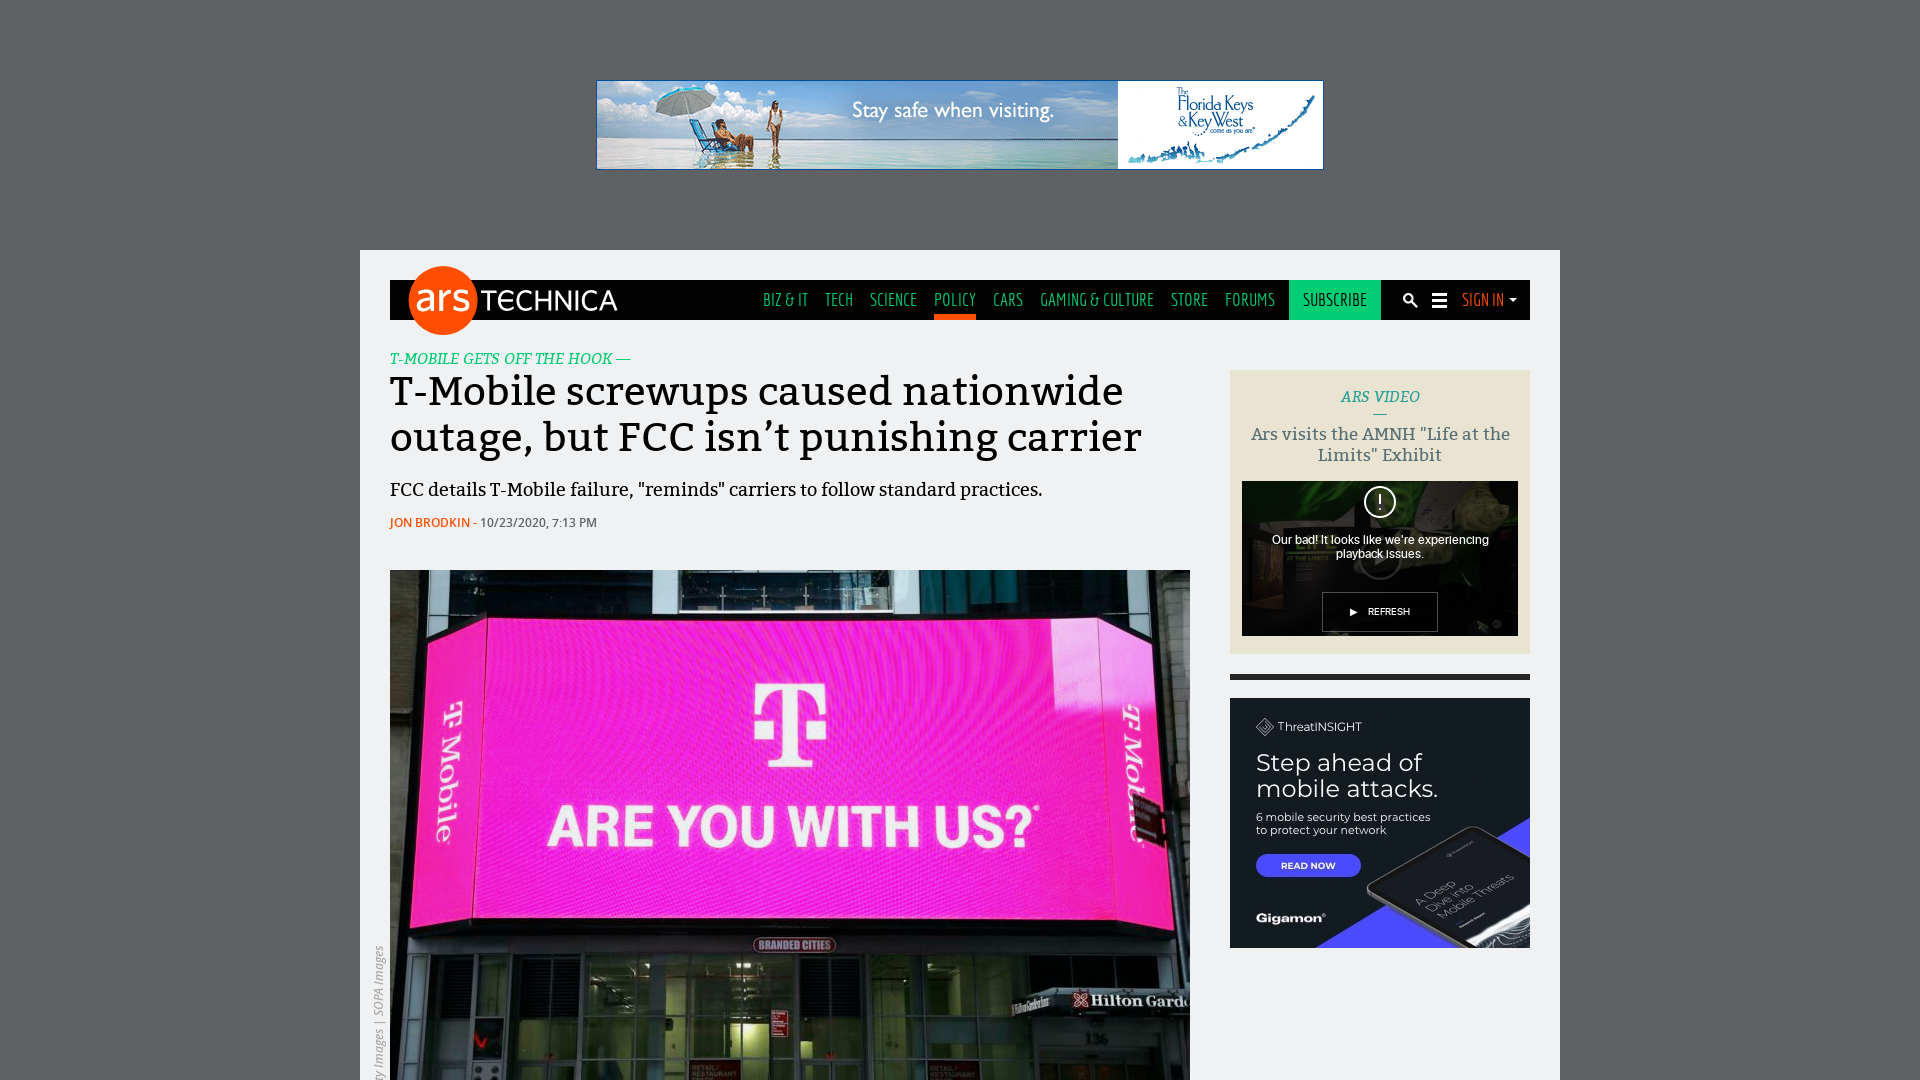 Stay safe when visiting.
The
Florida Keys
& Key West
come as you are®
ars TECHNICA
BIZ & IT TECH SCIENCE POLICY CARS GAMING & CULTURE STORE FORUMS SUBSCRIBE SIGN IN
T-MOBILE GETS OFF THE HOOK —
T-Mobile screwups caused nationwide
outage, but FCC isn’t punishing carrier
FCC details T-Mobile failure, "reminds" carriers to follow standard practices.
JON BRODKIN - 10/23/2020, 7:13 PM
T Mobile
T
ARE YOU WITH US?
T Mobile
BRANDED CITIES
Hilton Garde
136
Images | SOPA Images
ARS VIDEO
Ars visits the AMNH "Life at the
Limits" Exhibit
Our bad! It looks like we're experiencing
playback issues.
REFRESH
ThreatINSIGHT
Step ahead of
mobile attacks.
6 mobile security best practices
to protect your network
READ NOW
Gigamon®
A Deep
Dive into
Mobile Threats